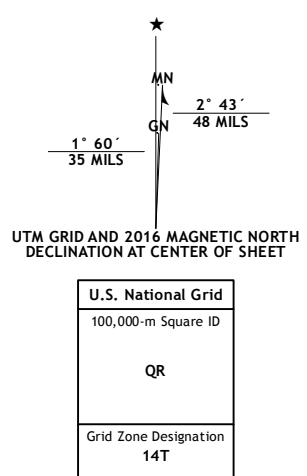 ★
MN
GN
2° 43´
48 MILS
1° 60´
35 MILS
UTM GRID AND 2016 MAGNETIC NORTH
DECLINATION AT CENTER OF SHEET
U.S. National Grid
100,000-m Square ID
QR
Grid Zone Designation
14T